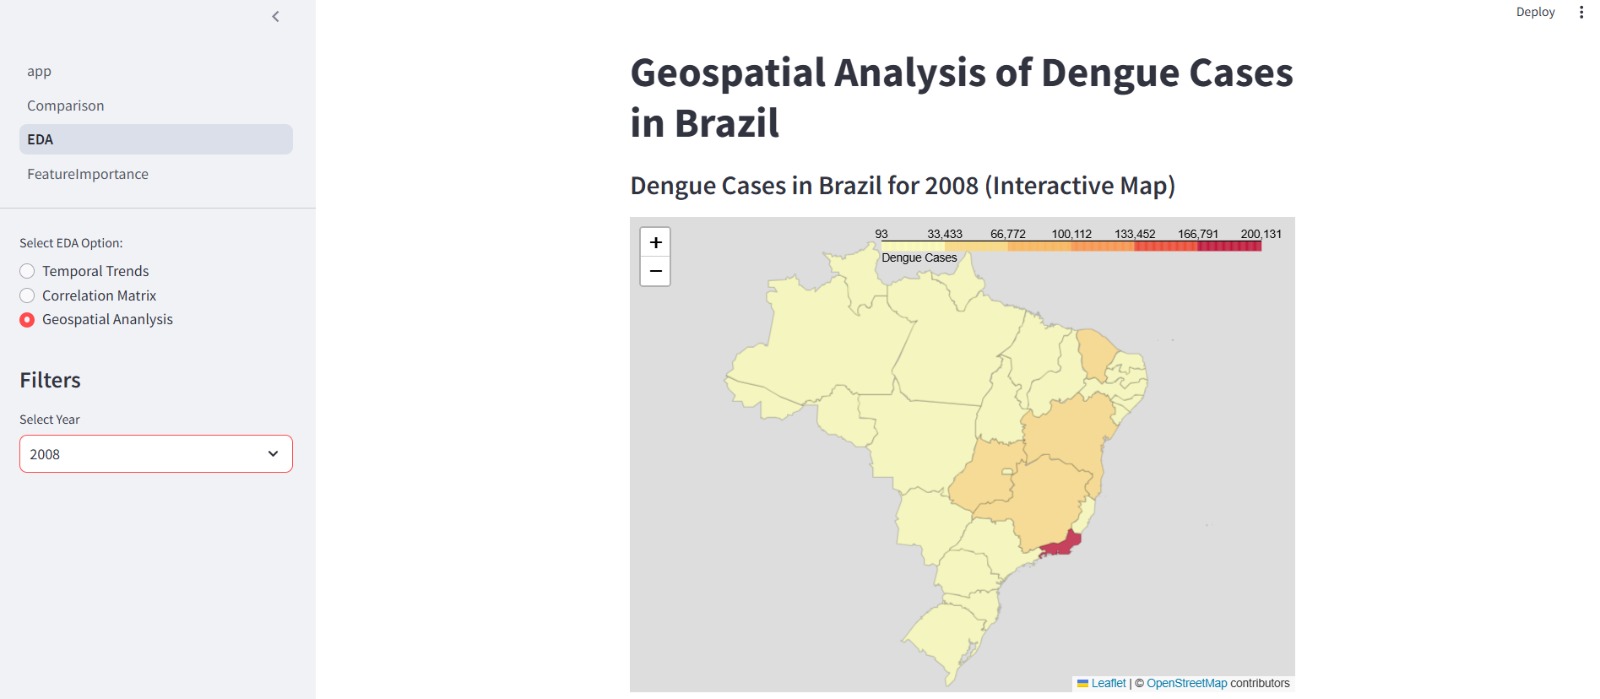 Deploy
app
Comparison
EDA
FeatureImportance
Select EDA Option:
Temporal Trends
Correlation Matrix
Geospatial Ananlysis
Filters
Select Year
2008
Geospatial Analysis of Dengue Cases
in Brazil
Dengue Cases in Brazil for 2008 (Interactive Map)
+
−
93 33,433 66,772 100,112 133,452 166,791 200,131
Dengue Cases
Leaflet | © OpenStreetMap contributors